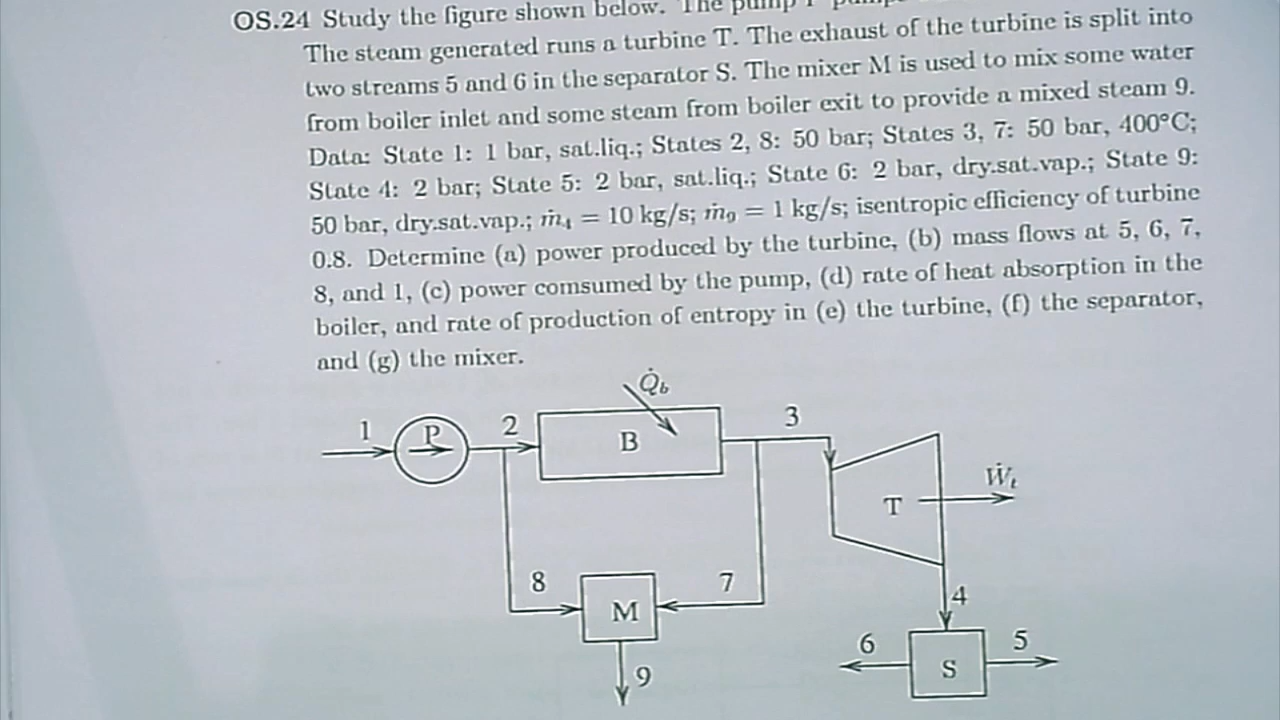 OS.24 Study the figure shown below. The pump P
The steam generated runs a turbine T. The exhaust of the turbine is split into
two streams 5 and 6 in the separator S. The mixer M is used to mix some water
from boiler inlet and some steam from boiler exit to provide a mixed steam 9.
Data: State 1: 1 bar, sat.liq.; States 2, 8: 50 bar; States 3, 7: 50 bar, 400°C;
State 4: 2 bar; State 5: 2 bar, sat.liq.; State 6: 2 bar, dry.sat.vap.; State 9:
50 bar, dry.sat.vap.; ṁ₄ = 10 kg/s; ṁ₉ = 1 kg/s; isentropic efficiency of turbine
0.8. Determine (a) power produced by the turbine, (b) mass flows at 5, 6, 7,
8, and 1, (c) power comsumed by the pump, (d) rate of heat absorption in the
boiler, and rate of production of entropy in (e) the turbine, (f) the separator,
and (g) the mixer.
Q̇b
1 P 2 B 3
T Ẇt
8 M 7 4
6 S 5
9